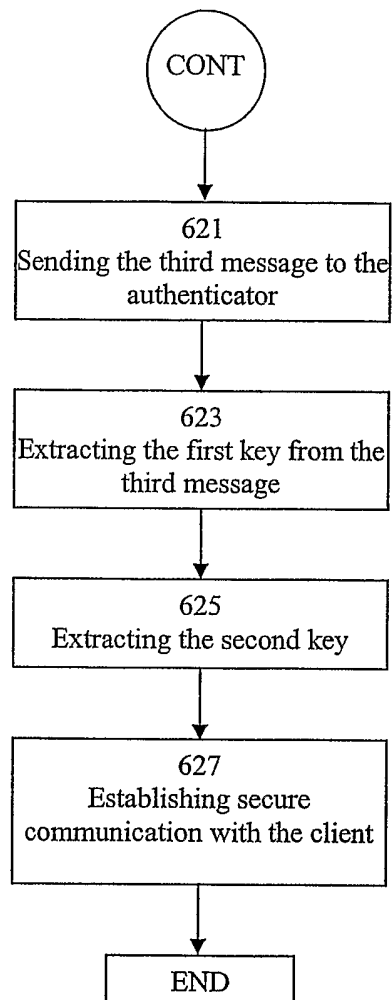 CONT
621
Sending the third message to the
authenticator
623
Extracting the first key from the
third message
625
Extracting the second key
627
Establishing secure
communication with the client
END